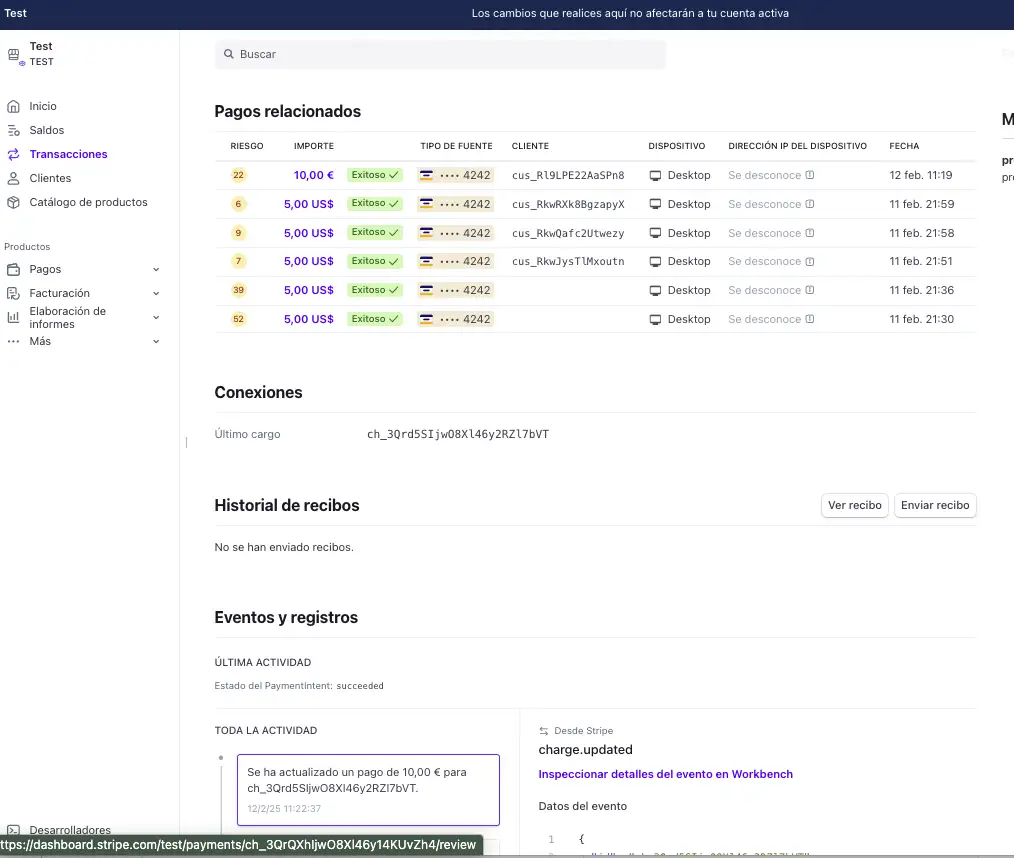 Test
Los cambios que realices aquí no afectarán a tu cuenta activa
Test
TEST
Buscar
Inicio
Saldos
Transacciones
Clientes
Catálogo de productos
Productos
Pagos
Facturación
Elaboración de
informes
Más
Desarrolladores
Pagos relacionados
RIESGO IMPORTE TIPO DE FUENTE CLIENTE DISPOSITIVO DIRECCIÓN IP DEL DISPOSITIVO FECHA
22 10,00 € Exitoso •••• 4242 cus_Rl9LPE22AaSPn8 Desktop Se desconoce 12 feb. 11:19
6 5,00 US$ Exitoso •••• 4242 cus_RkwRXk8BgzapyX Desktop Se desconoce 11 feb. 21:59
9 5,00 US$ Exitoso •••• 4242 cus_RkwQafc2Utwezy Desktop Se desconoce 11 feb. 21:58
7 5,00 US$ Exitoso •••• 4242 cus_RkwJysTlMxoutn Desktop Se desconoce 11 feb. 21:51
39 5,00 US$ Exitoso •••• 4242 Desktop Se desconoce 11 feb. 21:36
52 5,00 US$ Exitoso •••• 4242 Desktop Se desconoce 11 feb. 21:30
Conexiones
Último cargo ch_3Qrd5SIjwO8Xl46y2RZl7bVT
Historial de recibos
Ver recibo Enviar recibo
No se han enviado recibos.
Eventos y registros
ÚLTIMA ACTIVIDAD
Estado del PaymentIntent: succeeded
TODA LA ACTIVIDAD
Se ha actualizado un pago de 10,00 € para
ch_3Qrd5SIjwO8Xl46y2RZl7bVT.
12/2/25 11:22:37
Desde Stripe
charge.updated
Inspeccionar detalles del evento en Workbench
Datos del evento
1 {
M
pr
pr
ttps://dashboard.stripe.com/test/payments/ch_3QrQXhIjwO8Xl46y14KUvZh4/review